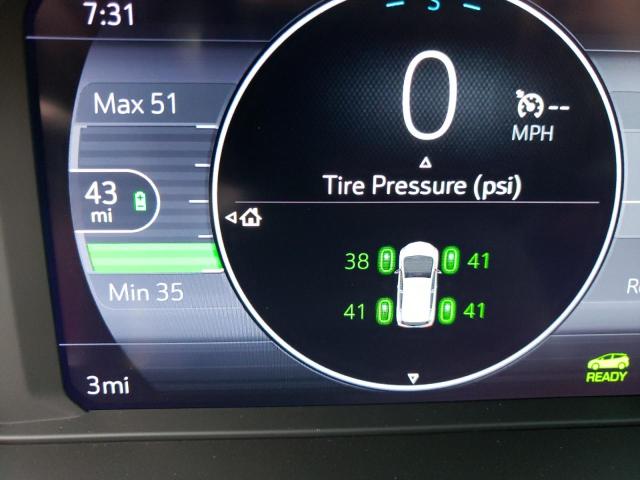 7:31
S
0
Max 51
--
MPH
Tire Pressure (psi)
43
mi
38 41
Min 35
41 41
READY
3mi